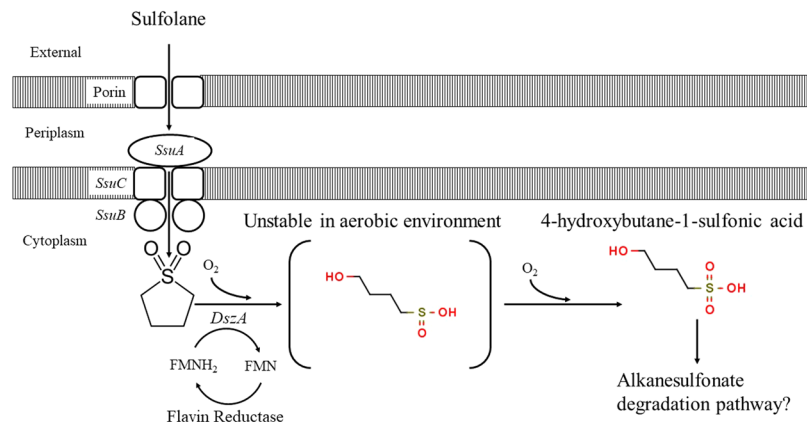 Sulfolane
External
Porin
Periplasm
SsuA
SsuC
SsuB
Cytoplasm
Unstable in aerobic environment
4-hydroxybutane-1-sulfonic acid
O O
S
O₂
DszA
FMNH₂ FMN
Flavin Reductase
HO
S OH
O
O₂
HO
O
S OH
O
Alkanesulfonate
degradation pathway?